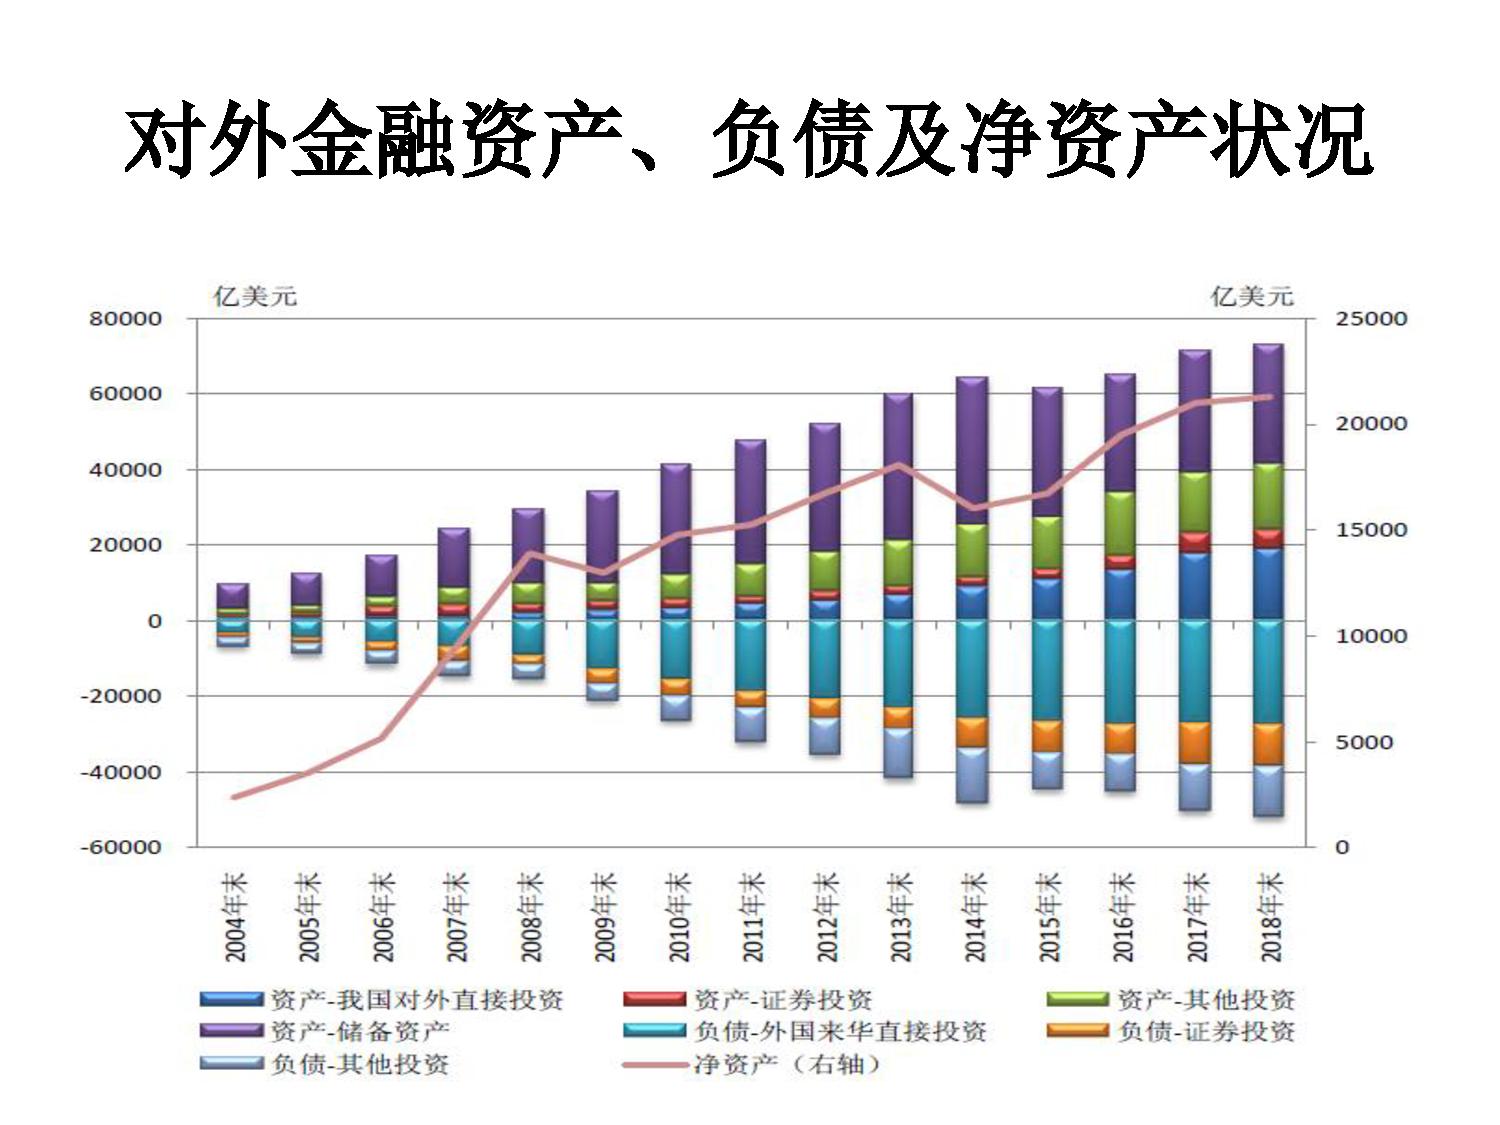 对外金融资产、负债及净资产状况
亿美元 亿美元
80000 25000
60000
20000
40000
15000
20000
0
10000
-20000
5000
-40000
-60000 0
2004年末 2005年末 2006年末 2007年末 2008年末 2009年末 2010年末 2011年末 2012年末 2013年末 2014年末 2015年末 2016年末 2017年末 2018年末
资产-我国对外直接投资 资产-证券投资 资产-其他投资
资产-储备资产 负债-外国来华直接投资 负债-证券投资
负债-其他投资 净资产（右轴）